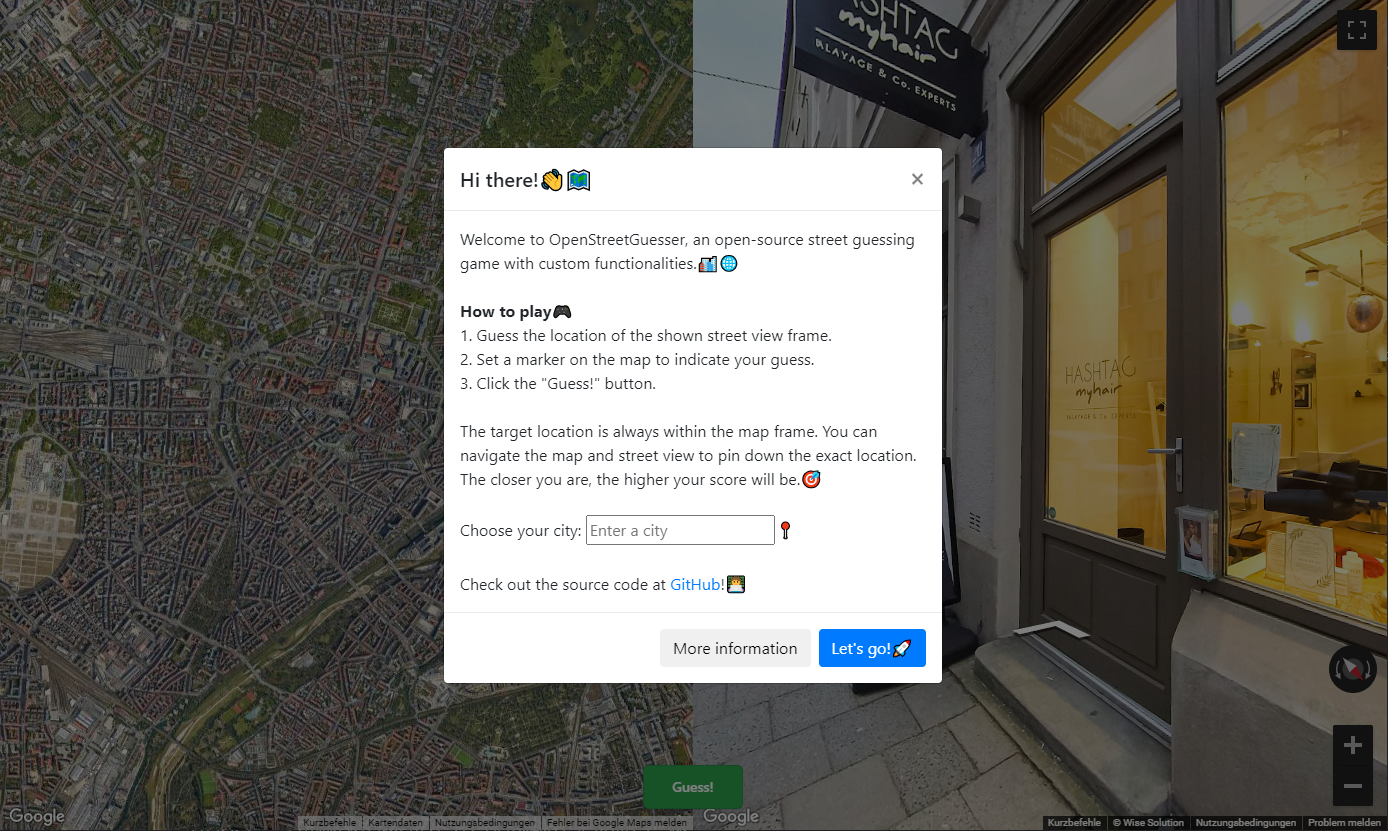 HASHTAG
myhair
BALAYAGE & Co. EXPERTS
Hi there!👋🗺️
×
Welcome to OpenStreetGuesser, an open-source street guessing
game with custom functionalities.🏙️🌐
How to play🎮
1. Guess the location of the shown street view frame.
2. Set a marker on the map to indicate your guess.
3. Click the "Guess!" button.
The target location is always within the map frame. You can
navigate the map and street view to pin down the exact location.
The closer you are, the higher your score will be.🎯
Choose your city: Enter a city📍
Check out the source code at GitHub!👨‍💻
More information
Let's go!🚀
HASHTAG
myhair
BALAYAGE & Co. EXPERTS
Guess!
Google
Kurzbefehle
Kartendaten
Nutzungsbedingungen
Fehler bei Google Maps melden
Google
Kurzbefehle
© Wise Solution
Nutzungsbedingungen
Problem melden